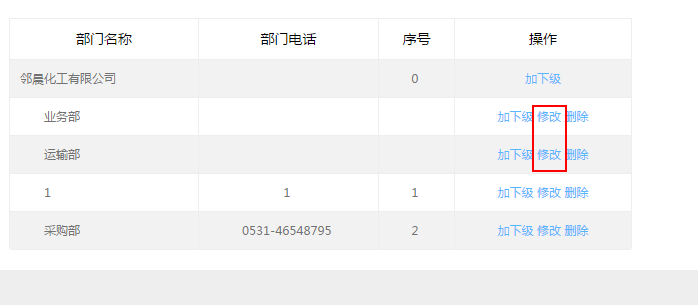 部门名称 部门电话 序号 操作
邻晨化工有限公司 0 加下级
业务部 加下级 修改 删除
运输部 加下级 修改 删除
1 1 1 加下级 修改 删除
采购部 0531-46548795 2 加下级 修改 删除